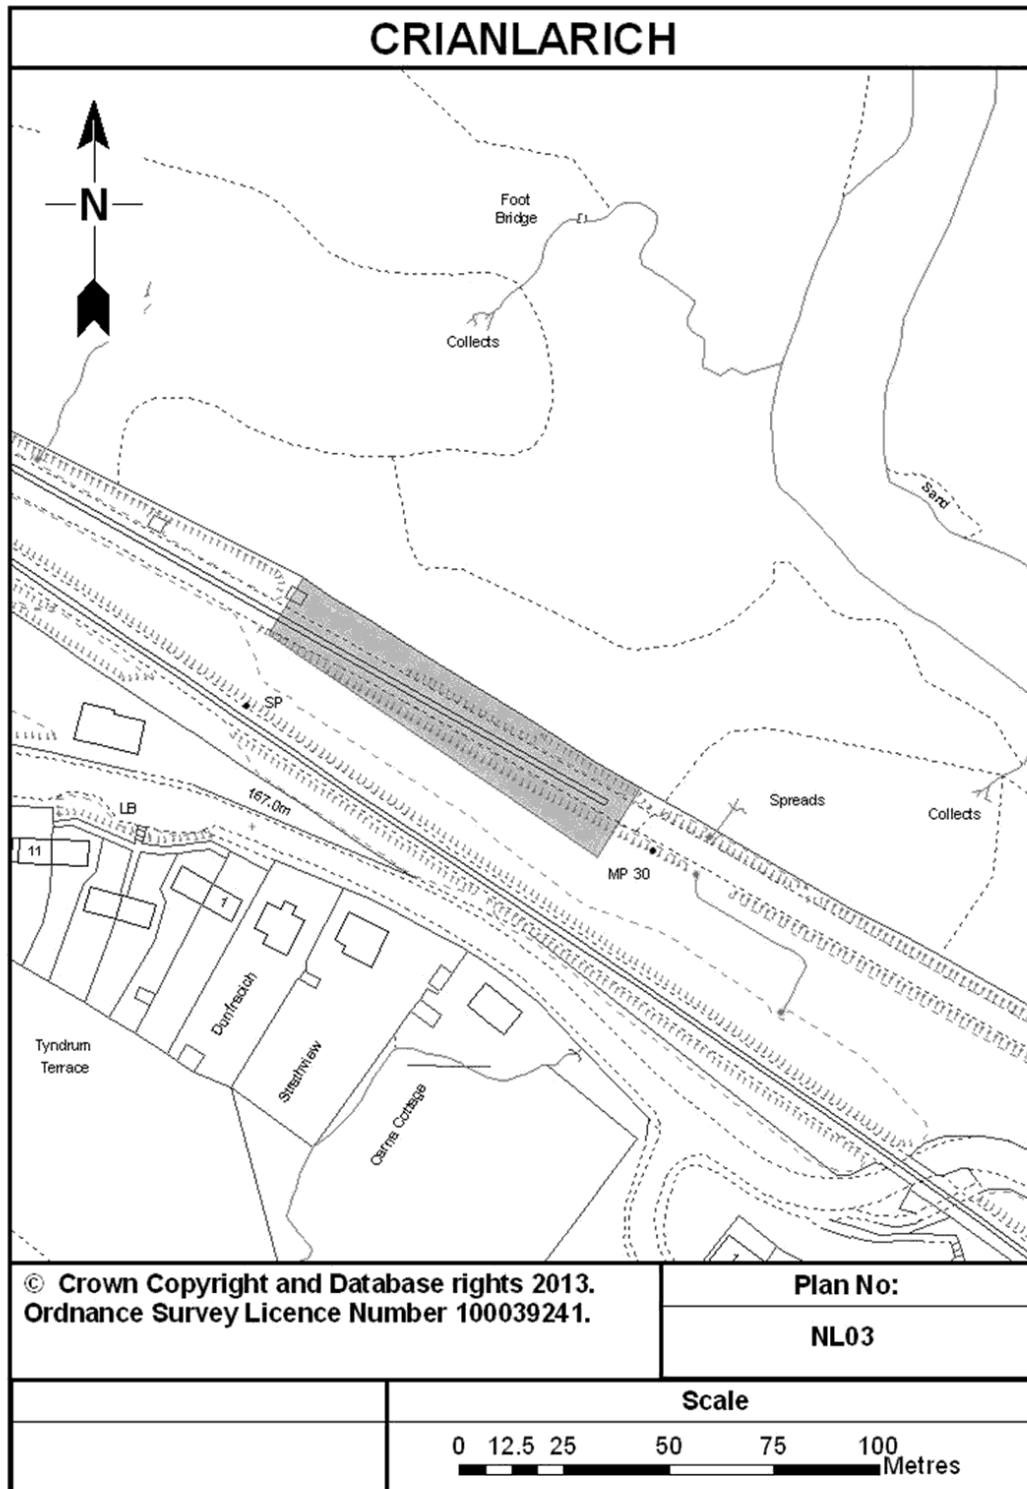 CRIANLARICH
N
Foot
Bridge
Collects
Sand
SP
167.0m
LB
11
1
Spreads
Collects
MP 30
Tyndrum
Terrace
Strathview
Carna Cottage
1
© Crown Copyright and Database rights 2013.
Ordnance Survey Licence Number 100039241.
Plan No:
NL03
Scale
0 12.5 25 50 75 100
Metres